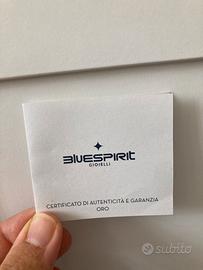 BLUESPIRIT
GIOIELLI
CERTIFICATO DI AUTENTICITÀ E GARANZIA
ORO
subito